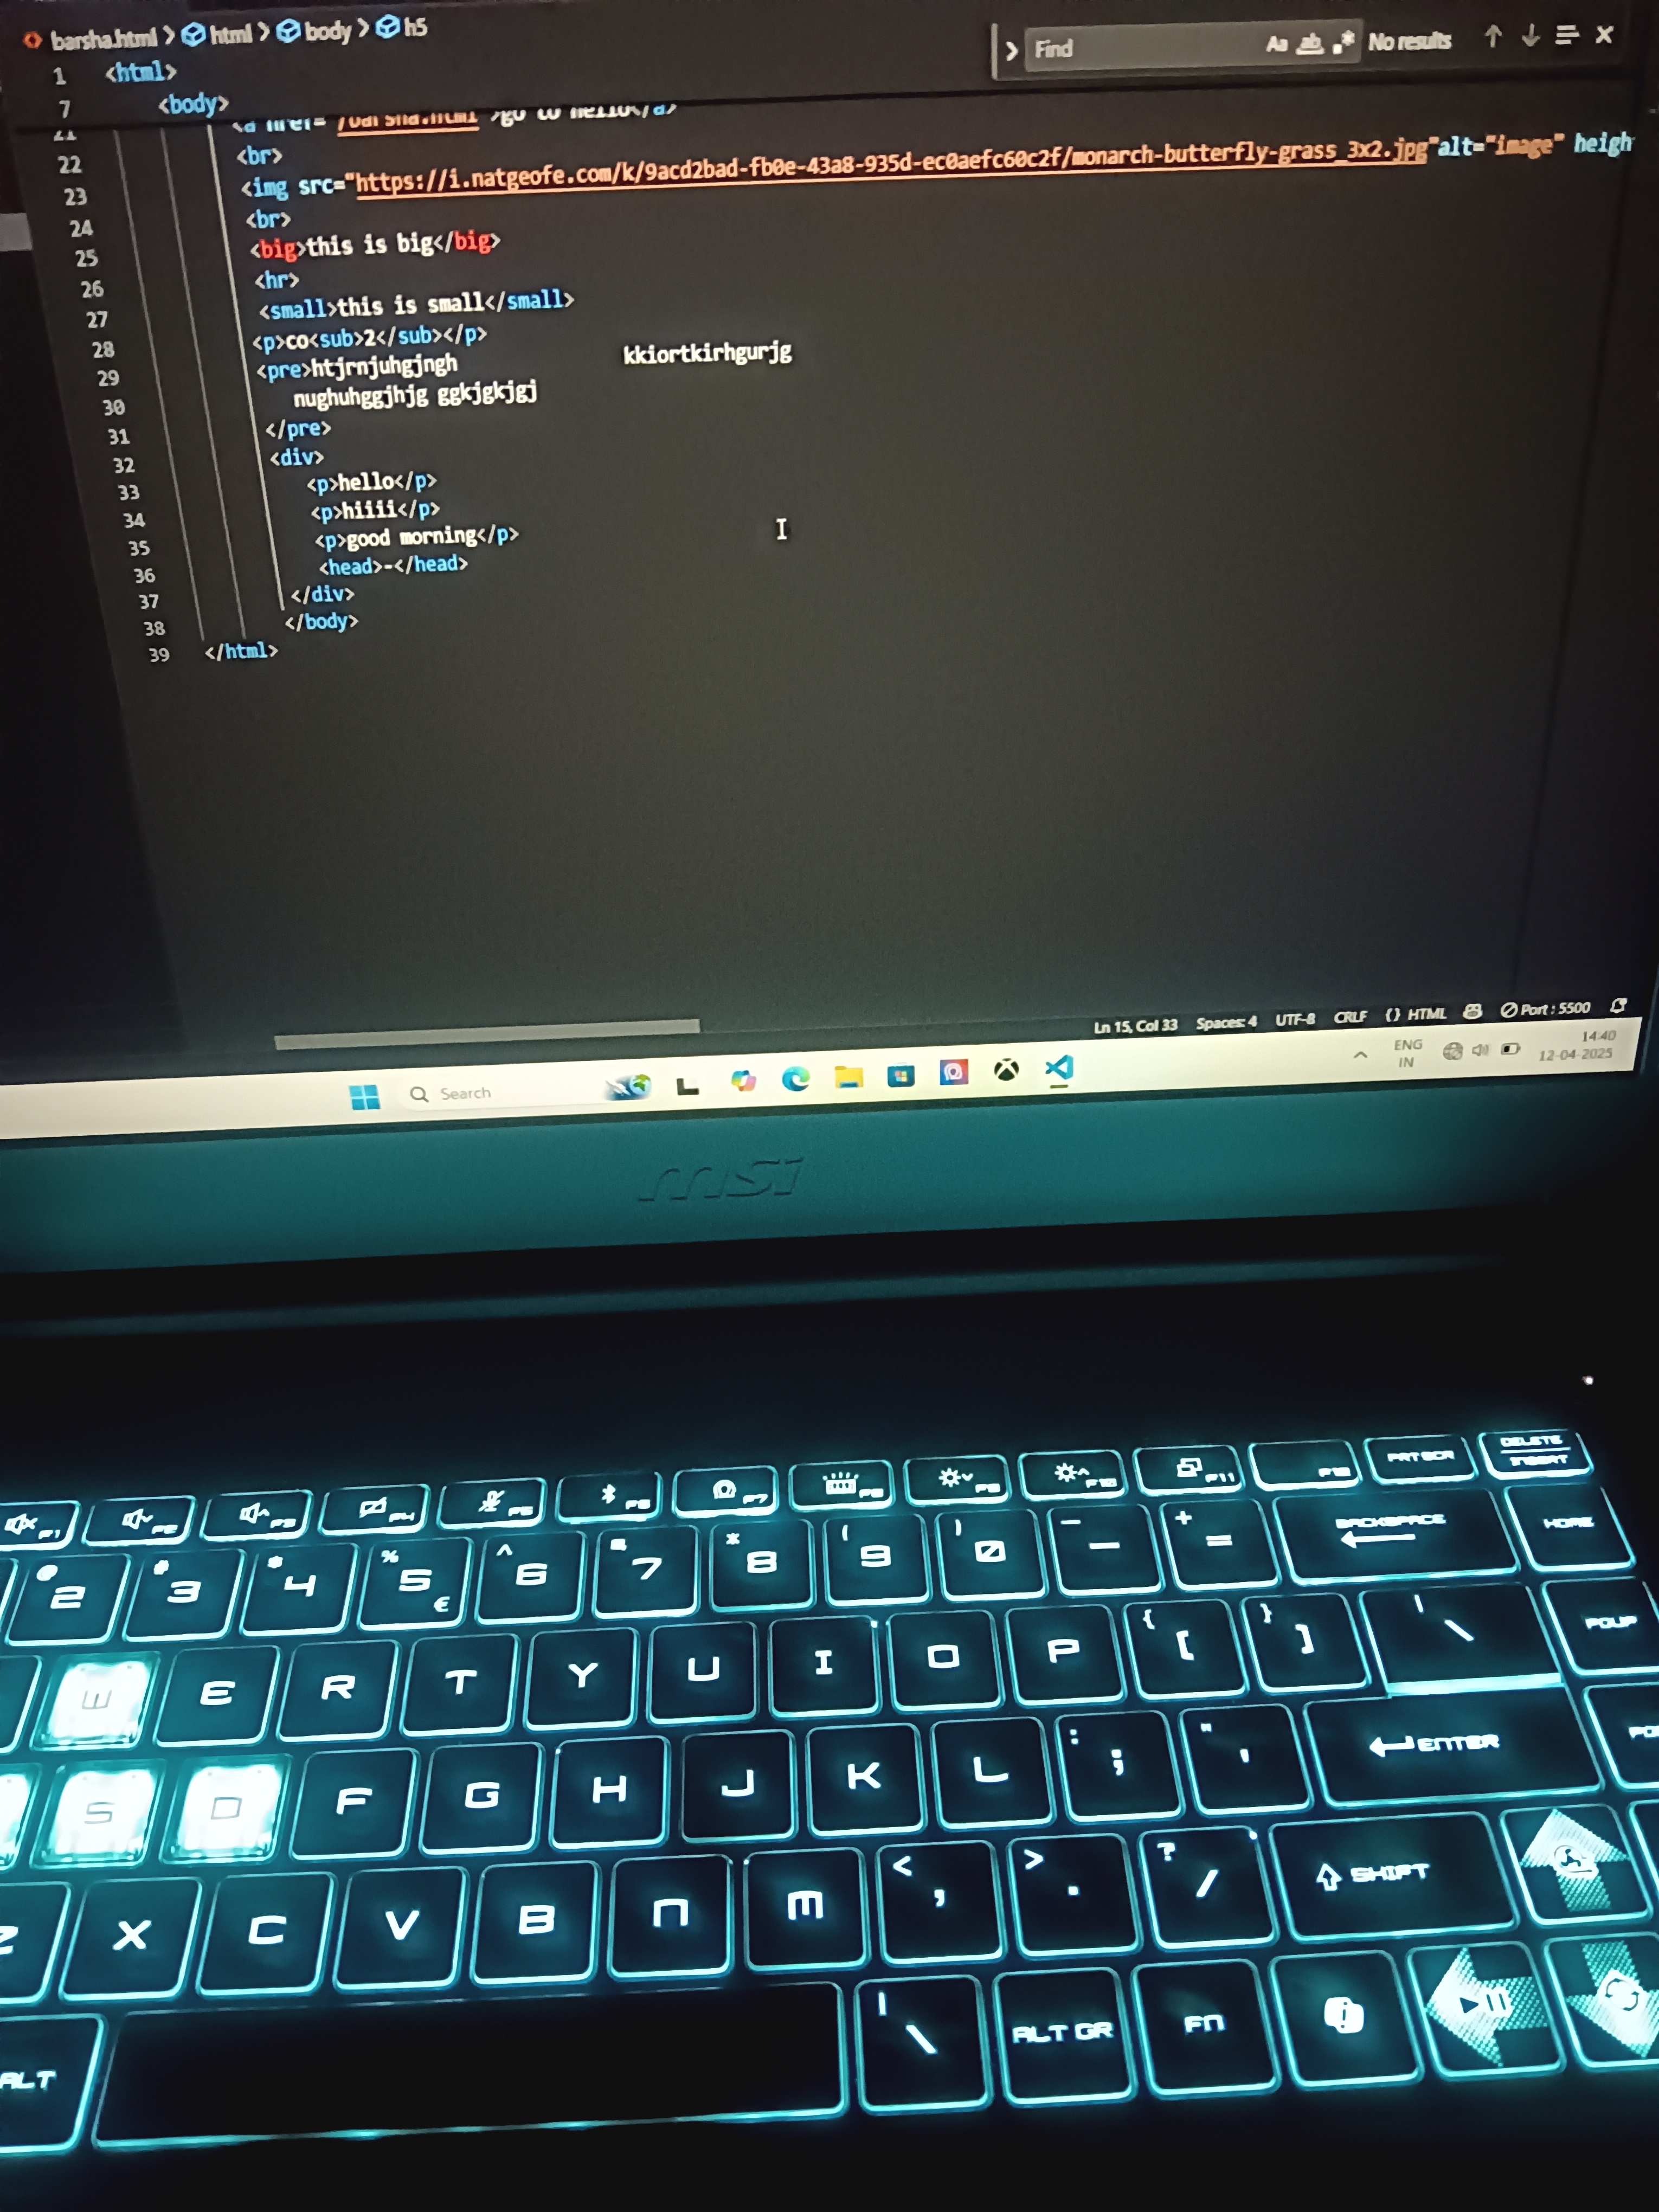 barsha.html > html > body > h5
Find Aa ab .* No results
1 <html>
7 <body>
21 <a href="/barsha.html">go to hello</a>
22 <br>
23 <img src="https://i.natgeofe.com/k/9acd2bad-fb0e-43a8-935d-ec0aefc60c2f/monarch-butterfly-grass_3x2.jpg"alt="image" heigh
24 <br>
25 <big>this is big</big>
26 <hr>
27 <small>this is small</small>
28 <p>co<sub>2</sub></p>
29 <pre>htjrnjuhgjngh kkiortkirhgurjg
30 nughuhggjhjg ggkjgkjgj
31 </pre>
32 <div>
33 <p>hello</p>
34 <p>hiiii</p>
35 <p>good morning</p>
36 <head>-</head>
37 </div>
38 </body>
39 </html>
Ln 15, Col 33 Spaces: 4 UTF-8 CRLF {} HTML Port : 5500
Search ENG IN 14:40 12-04-2025
msi
F1 F2 F3 F4 F5 F6 F7 F8 F9 F10 F11 F12 PRT SCR DELETE INSERT
2 # 3 4 % 5 € ^ 6 7 * 8 ( 9 ) 0 _ - + = BACKSPACE HOME
W E R T Y U I O P { [ } ] | \ PGUP
S D F G H J K L : ; " ' ENTER
Z X C V B N M < , > . ? / SHIFT
ALT | \ ALT GR FN